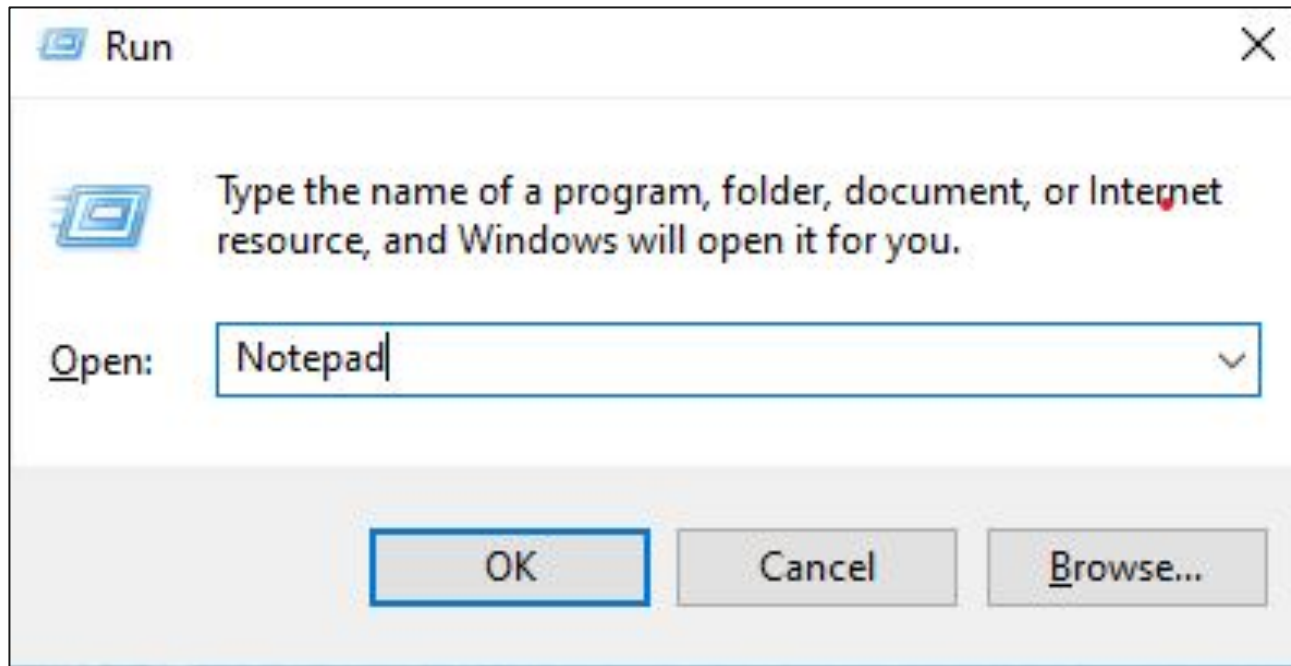 Run
Type the name of a program, folder, document, or Internet
resource, and Windows will open it for you.
Open: Notepad
OK Cancel Browse...